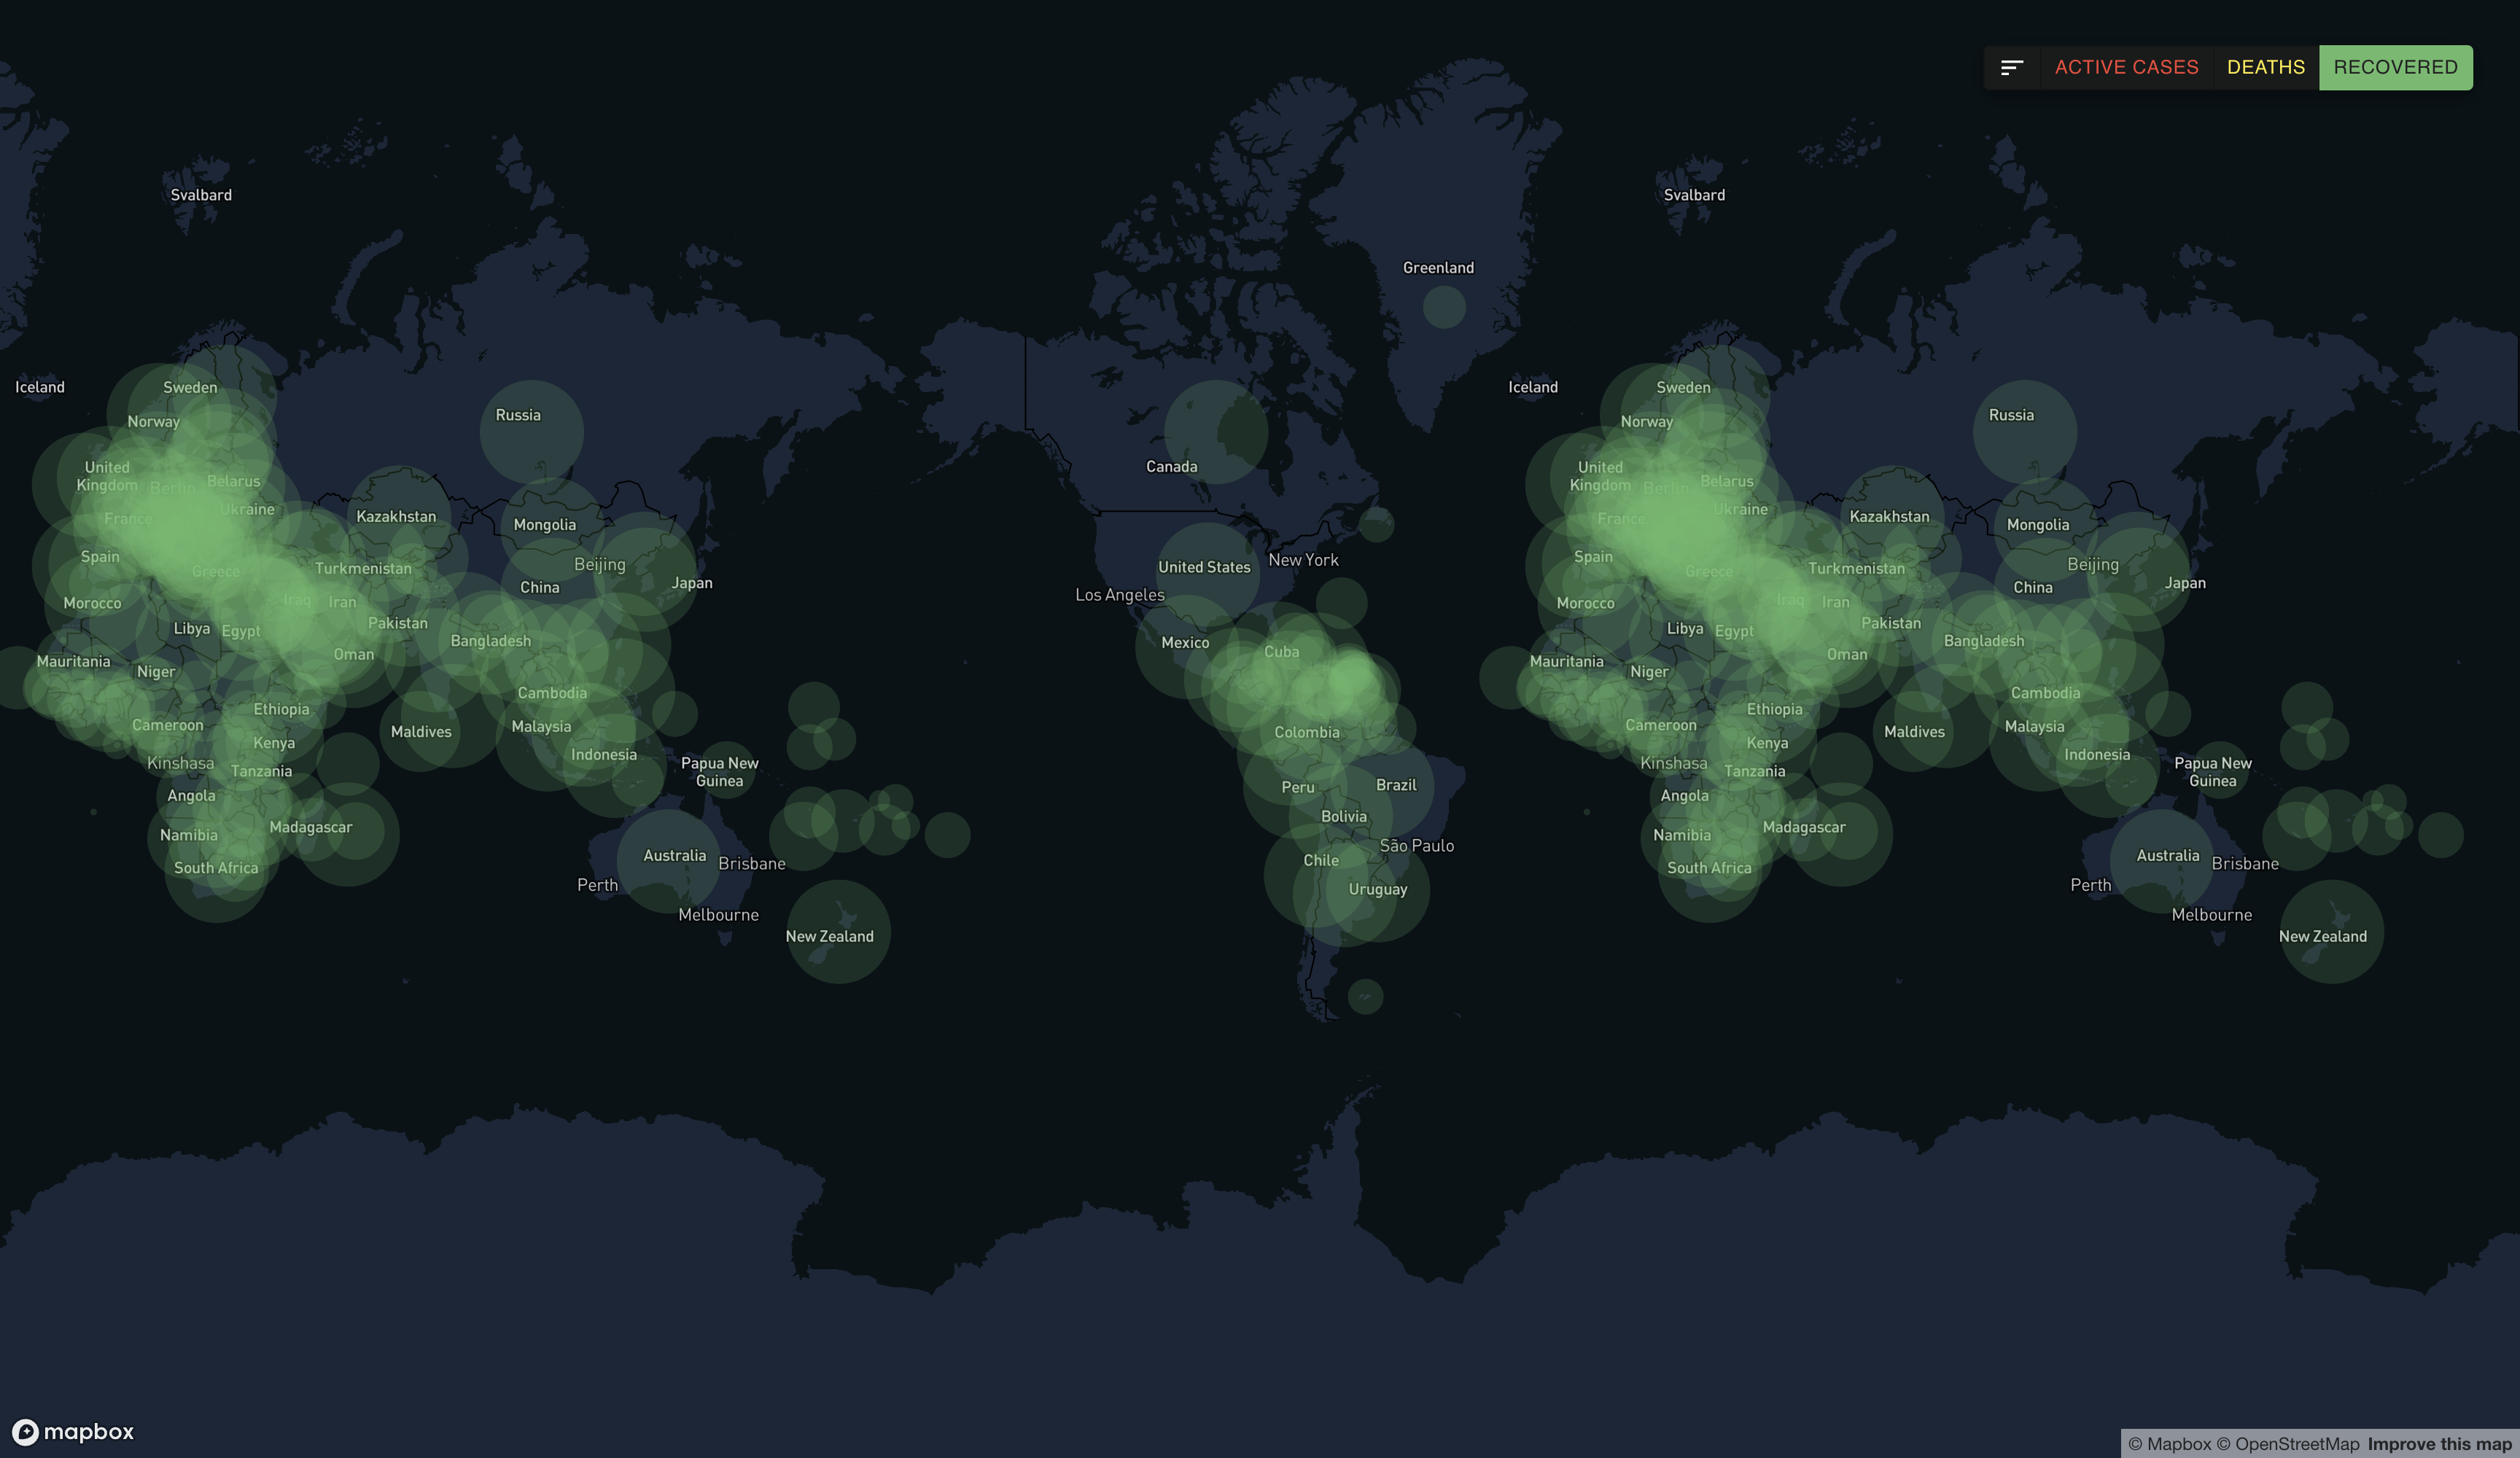 ACTIVE CASES
DEATHS
RECOVERED
Svalbard
Svalbard
Greenland
Iceland
Sweden
Norway
Russia
United
Kingdom
Berlin
Belarus
France
Ukraine
Kazakhstan
Mongolia
Spain
Greece
Turkmenistan
Beijing
China
Japan
Morocco
Iraq
Iran
Libya
Egypt
Pakistan
Bangladesh
Mauritania
Niger
Oman
Cambodia
Cameroon
Ethiopia
Maldives
Malaysia
Kenya
Indonesia
Kinshasa
Tanzania
Papua New
Guinea
Angola
Namibia
Madagascar
South Africa
Australia
Brisbane
Perth
Melbourne
New Zealand
Canada
United States
New York
Los Angeles
Mexico
Cuba
Colombia
Peru
Brazil
Bolivia
São Paulo
Chile
Uruguay
Iceland
Sweden
Norway
Russia
United
Kingdom
Berlin
Belarus
France
Ukraine
Kazakhstan
Mongolia
Spain
Greece
Turkmenistan
Beijing
China
Japan
Morocco
Iraq
Iran
Libya
Egypt
Pakistan
Bangladesh
Mauritania
Niger
Oman
Cambodia
Cameroon
Ethiopia
Maldives
Malaysia
Kenya
Indonesia
Kinshasa
Tanzania
Papua New
Guinea
Angola
Namibia
Madagascar
South Africa
Australia
Brisbane
Perth
Melbourne
New Zealand
mapbox
© Mapbox © OpenStreetMap Improve this map